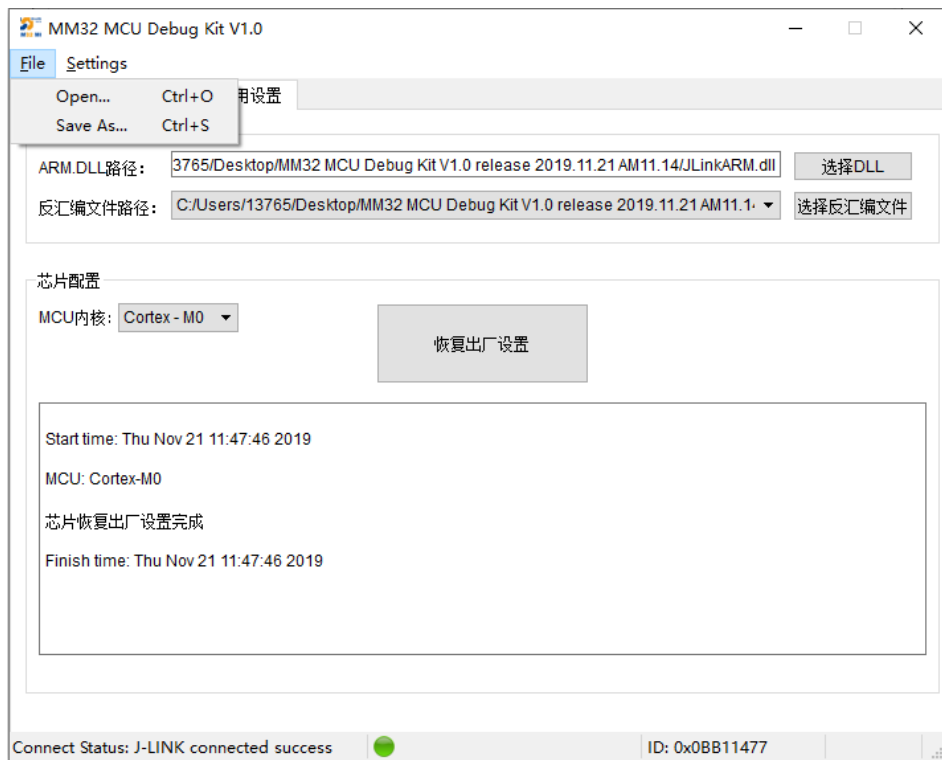 MM32 MCU Debug Kit V1.0
File Settings
Open... Ctrl+O
用设置
Save As... Ctrl+S
ARM.DLL路径： 3765/Desktop/MM32 MCU Debug Kit V1.0 release 2019.11.21 AM11.14/JLinkARM.dll 选择DLL
反汇编文件路径： C:/Users/13765/Desktop/MM32 MCU Debug Kit V1.0 release 2019.11.21 AM11.1 选择反汇编文件
芯片配置
MCU内核： Cortex - M0
恢复出厂设置
Start time: Thu Nov 21 11:47:46 2019
MCU: Cortex-M0
芯片恢复出厂设置完成
Finish time: Thu Nov 21 11:47:46 2019
Connect Status: J-LINK connected success ID: 0x0BB11477